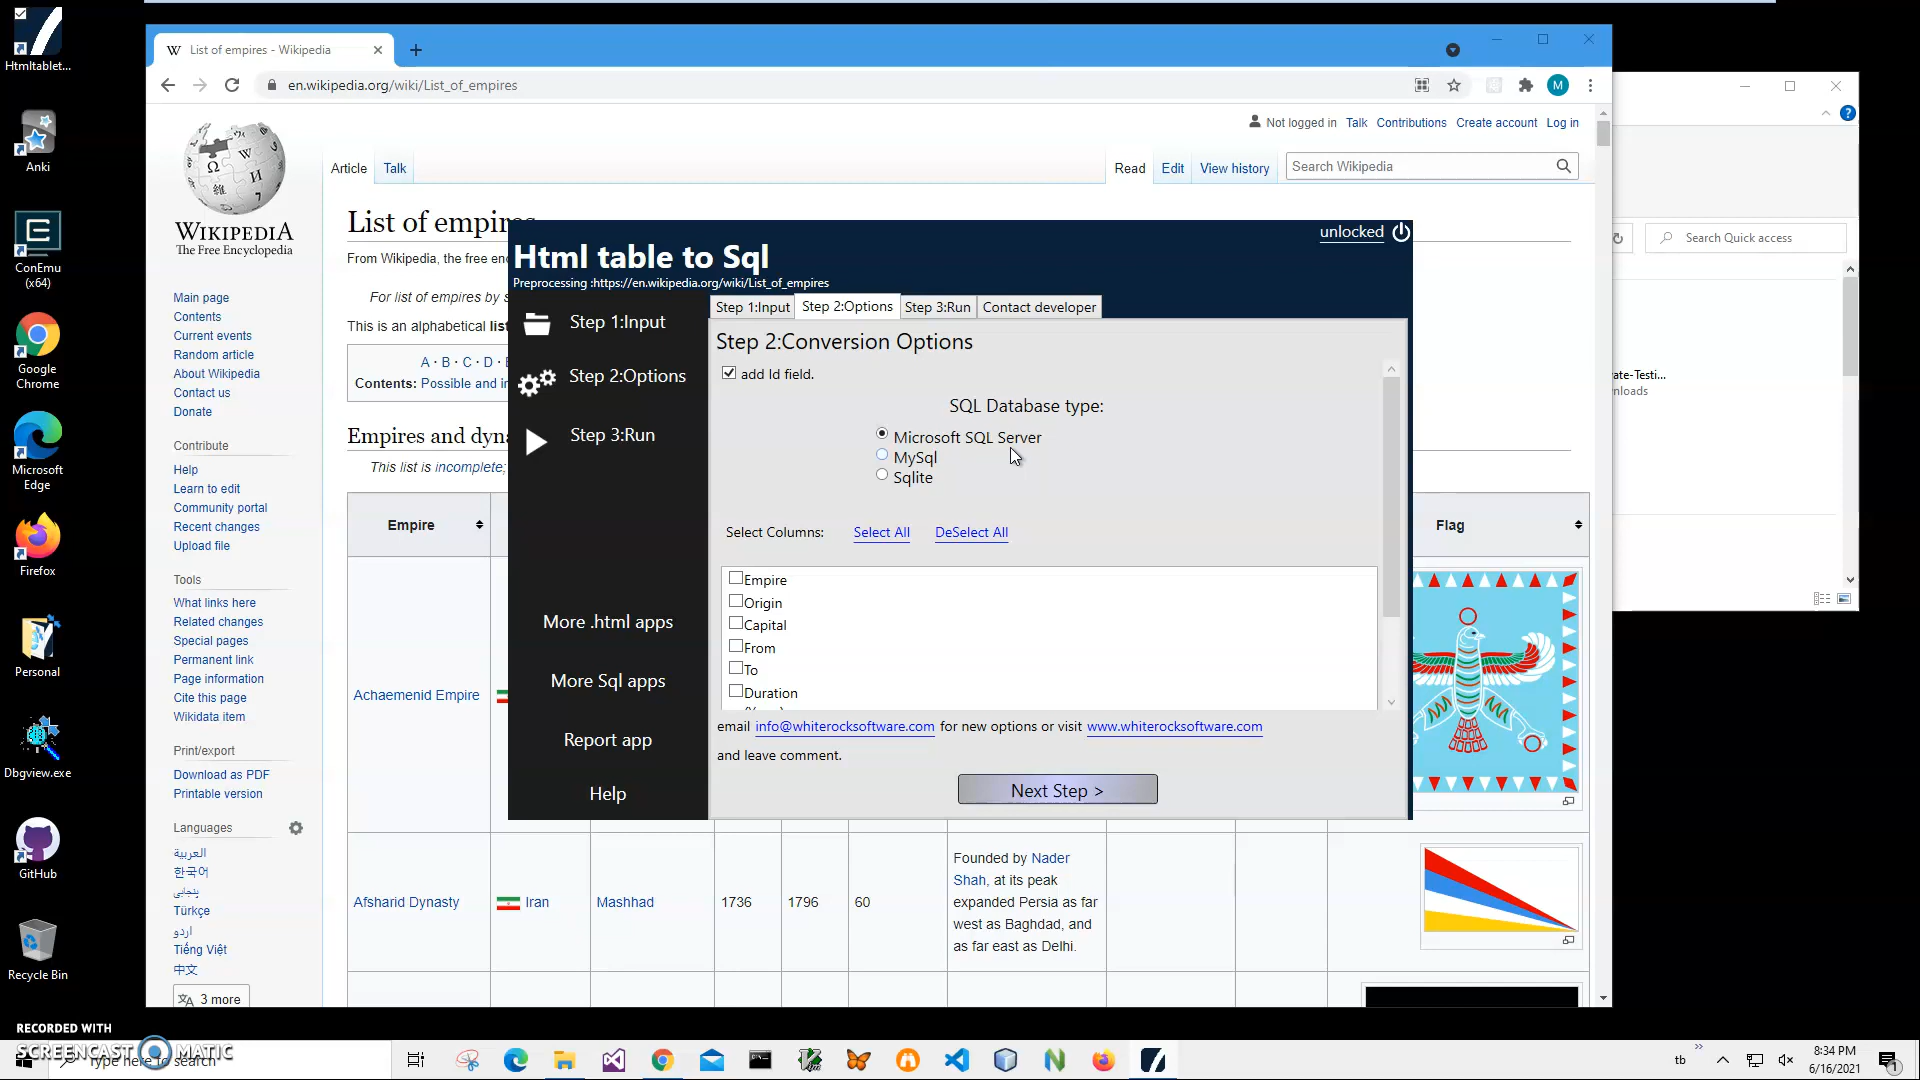 Htmltablet...
Anki
ConEmu
(x64)
Google
Chrome
Microsoft
Edge
Firefox
Personal
Dbgview.exe
GitHub
Recycle Bin
List of empires - Wikipedia
en.wikipedia.org/wiki/List_of_empires
M
WIKIPEDIA
The Free Encyclopedia
Main page
Contents
Current events
Random article
About Wikipedia
Contact us
Donate
Contribute
Help
Learn to edit
Community portal
Recent changes
Upload file
Tools
What links here
Related changes
Special pages
Permanent link
Page information
Cite this page
Wikidata item
Print/export
Download as PDF
Printable version
Languages
العربية
한국어
پنجابی
Türkçe
اردو
Tiếng Việt
中文
3 more
Not logged in Talk Contributions Create account Log in
Article Talk Read Edit View history Search Wikipedia
List of empires
From Wikipedia, the free en
For list of empires by s
This is an alphabetical list
A · B · C · D ·
Contents: Possible and in
Empires and dyn
This list is incomplete;
Empire
Flag
Achaemenid Empire
Afsharid Dynasty Iran Mashhad 1736 1796 60
Founded by Nader
Shah, at its peak
expanded Persia as far
west as Baghdad, and
as far east as Delhi.
unlocked
Html table to Sql
Preprocessing :https://en.wikipedia.org/wiki/List_of_empires
Step 1:Input
Step 2:Options
Step 3:Run
More .html apps
More Sql apps
Report app
Help
Step 1:Input Step 2:Options Step 3:Run Contact developer
Step 2:Conversion Options
add Id field.
SQL Database type:
Microsoft SQL Server
MySql
Sqlite
Select Columns: Select All DeSelect All
Empire
Origin
Capital
From
To
Duration
email info@whiterocksoftware.com for new options or visit www.whiterocksoftware.com
and leave comment.
Next Step >
Search Quick access
ate-Testi...
nloads
RECORDED WITH
SCREENCAST MATIC
Type here to search
tb
8:34 PM
6/16/2021
1